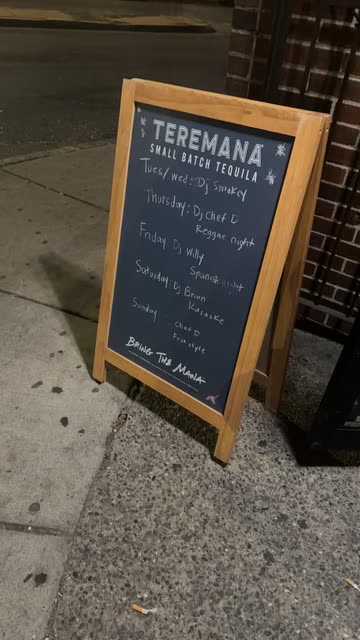 TEREMANA
SMALL BATCH TEQUILA
Tues/wed: Dj Smokey
Thursday: Dj chef D
Reggae night
Friday: Dj Willy
Spanish night
Saturday: Dj Brian
Karaoke
Sunday : chef D
Freestyle
BRING THE MANA